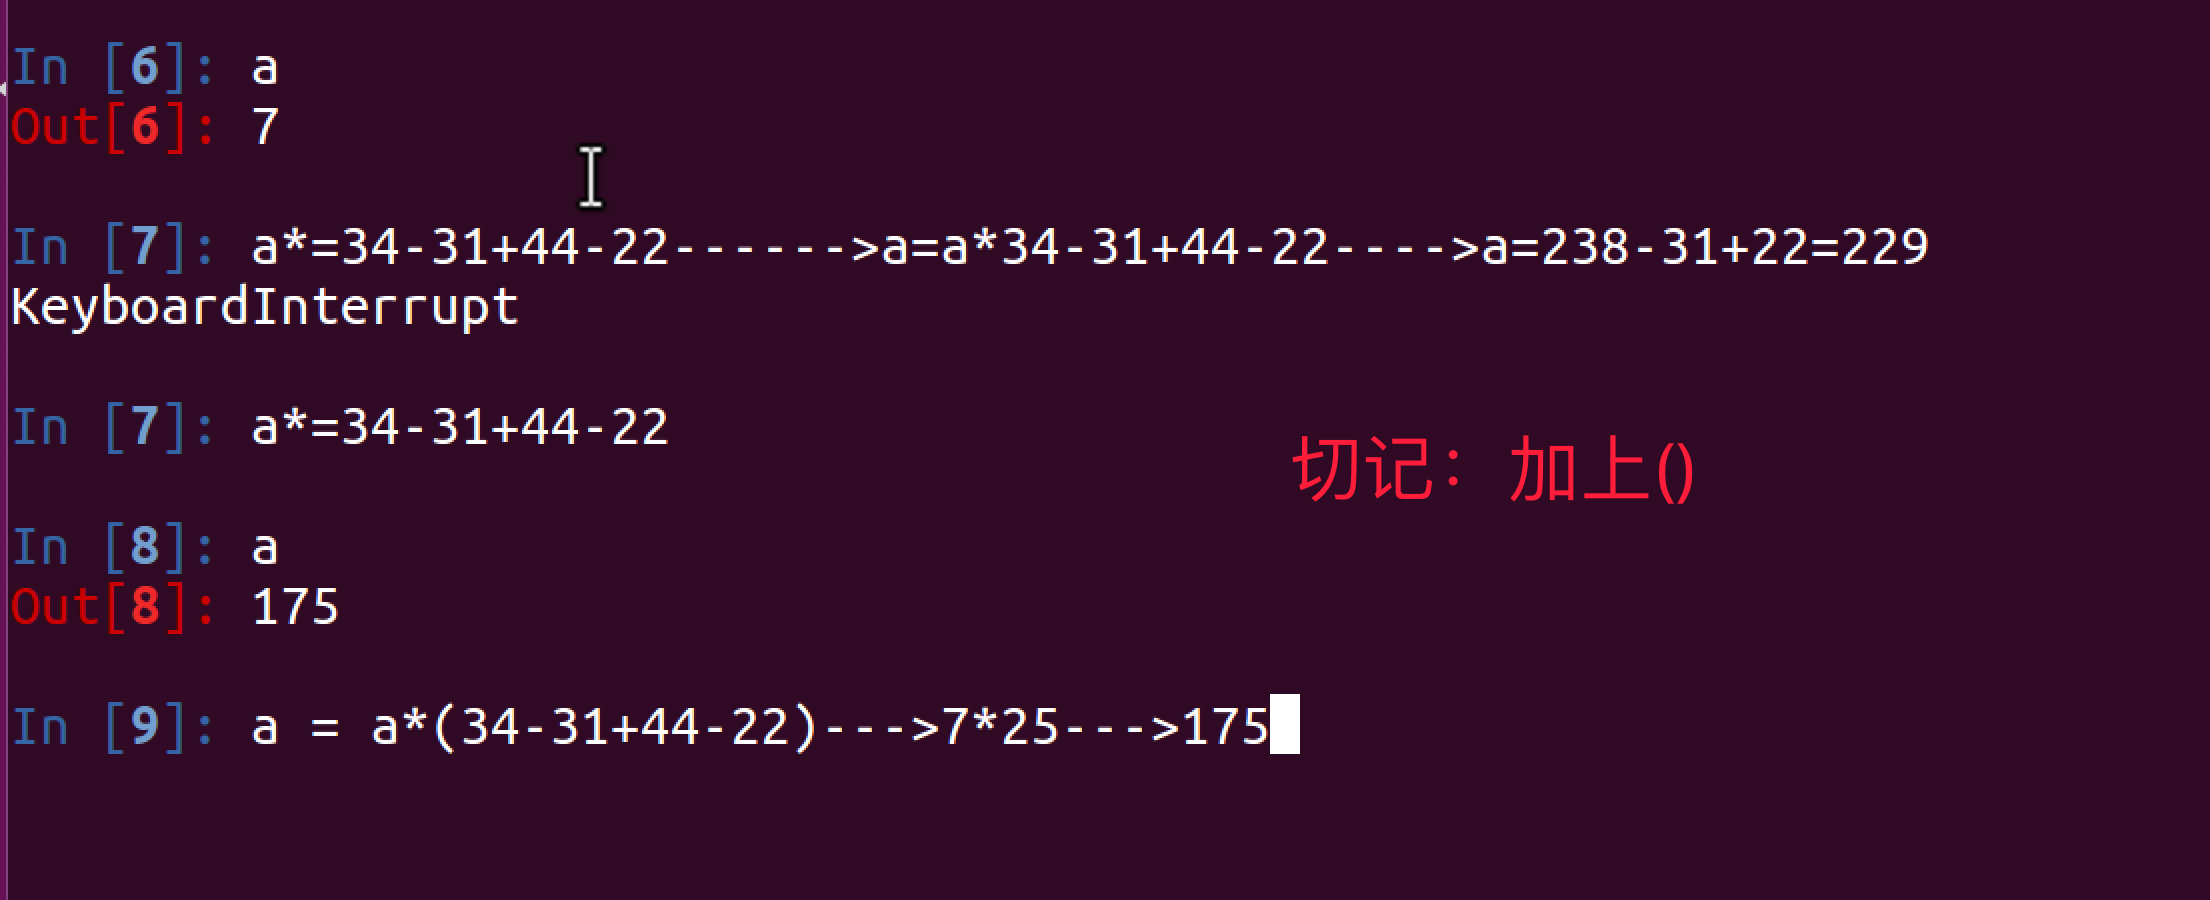 In [6]: a
Out[6]: 7
In [7]: a*=34-31+44-22------>a=a*34-31+44-22---->a=238-31+22=229
KeyboardInterrupt
In [7]: a*=34-31+44-22
切记：加上()
In [8]: a
Out[8]: 175
In [9]: a = a*(34-31+44-22)--->7*25--->175